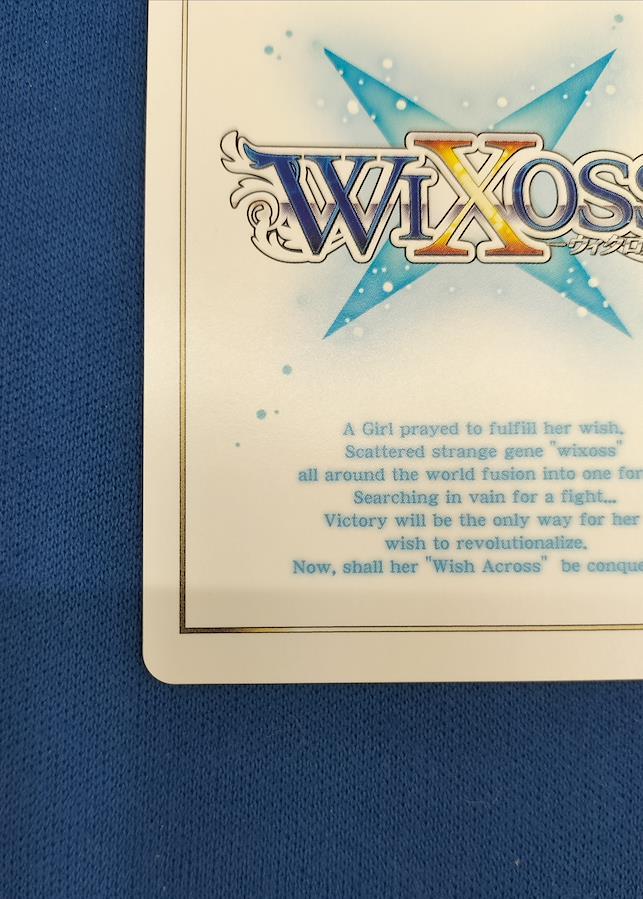 WIXOSS
ウィクロ
A Girl prayed to fulfill her wish.
Scattered strange gene "wixoss"
all around the world fusion into one for
Searching in vain for a fight...
Victory will be the only way for her
wish to revolutionalize.
Now, shall her "Wish Across" be conque